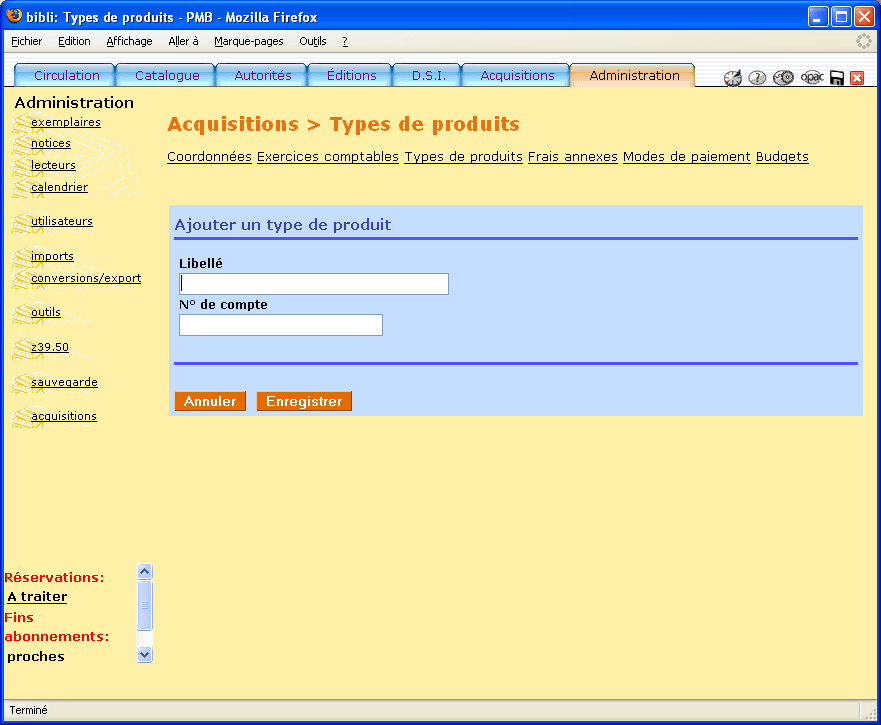 bibli: Types de produits - PMB - Mozilla Firefox
Fichier Edition Affichage Aller à Marque-pages Outils ?
Circulation Catalogue Autorités Éditions D.S.I. Acquisitions Administration ? opac
Administration
exemplaires
notices
lecteurs
calendrier
utilisateurs
imports
conversions/export
outils
z39.50
sauvegarde
acquisitions
Acquisitions > Types de produits
Coordonnées Exercices comptables Types de produits Frais annexes Modes de paiement Budgets
Ajouter un type de produit
Libellé
N° de compte
Annuler Enregistrer
Réservations:
A traiter
Fins
abonnements:
proches
Terminé